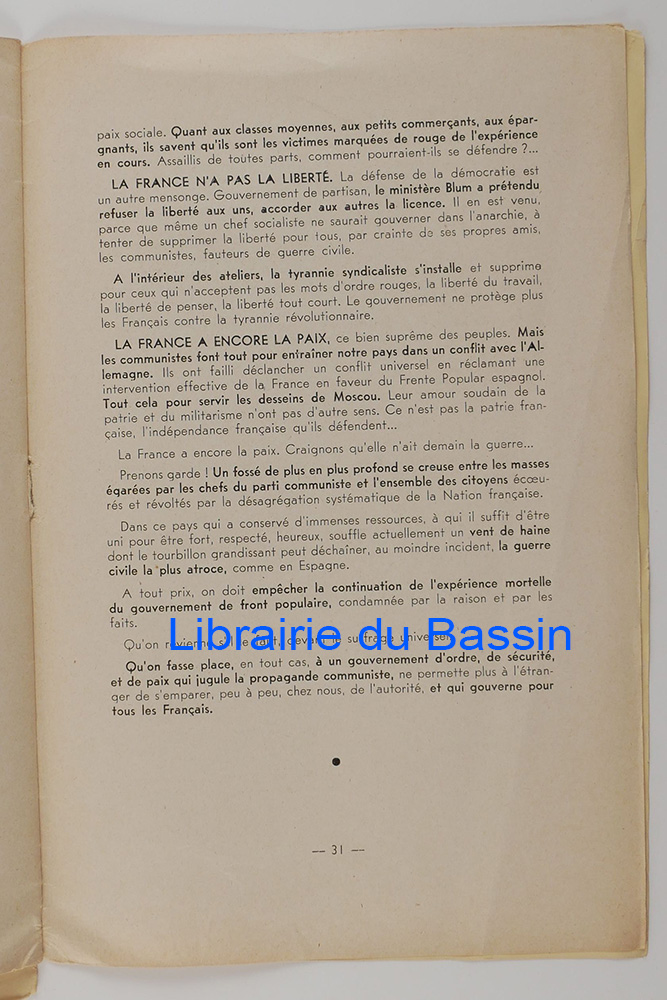 paix sociale. Quant aux classes moyennes, aux petits commerçants, aux épar-
gnants, ils savent qu'ils sont les victimes marquées de rouge de l'expérience
en cours. Assaillis de toutes parts, comment pourraient-ils se défendre ?...
LA FRANCE N'A PAS LA LIBERTÉ. La défense de la démocratie est
un autre mensonge. Gouvernement de partisan, le ministère Blum a prétendu
refuser la liberté aux uns, accorder aux autres la licence. Il en est venu,
parce que même un chef socialiste ne saurait gouverner dans l'anarchie, à
tenter de supprimer la liberté pour tous, par crainte de ses propres amis,
les communistes, fauteurs de guerre civile.
A l'intérieur des ateliers, la tyrannie syndicaliste s'installe et supprime
pour ceux qui n'acceptent pas les mots d'ordre rouges, la liberté du travail,
la liberté de penser, la liberté tout court. Le gouvernement ne protège plus
les Français contre la tyrannie révolutionnaire.
LA FRANCE A ENCORE LA PAIX, ce bien suprême des peuples. Mais
les communistes font tout pour entraîner notre pays dans un conflit avec l'Al-
lemagne. Ils ont failli déclancher un conflit universel en réclamant une
intervention effective de la France en faveur du Frente Popular espagnol.
Tout cela pour servir les desseins de Moscou. Leur amour soudain de la
patrie et du militarisme n'ont pas d'autre sens. Ce n'est pas la patrie fran-
çaise, l'indépendance française qu'ils défendent...
La France a encore la paix. Craignons qu'elle n'ait demain la guerre...
Prenons garde ! Un fossé de plus en plus profond se creuse entre les masses
égarées par les chefs du parti communiste et l'ensemble des citoyens écœu-
rés et révoltés par la désagrégation systématique de la Nation française.
Dans ce pays qui a conservé d'immenses ressources, à qui il suffit d'être
uni pour être fort, respecté, heureux, souffle actuellement un vent de haine
dont le tourbillon grandissant peut déchaîner, au moindre incident, la guerre
civile la plus atroce, comme en Espagne.
A tout prix, on doit empêcher la continuation de l'expérience mortelle
du gouvernement de front populaire, condamnée par la raison et par les
faits.
Librairie du Bassin
Qu'on revienne, s'il le faut, devant le suffrage universel.
Qu'on fasse place, en tout cas, à un gouvernement d'ordre, de sécurité,
et de paix qui jugule la propagande communiste, ne permette plus à l'étran-
ger de s'emparer, peu à peu, chez nous, de l'autorité, et qui gouverne pour
tous les Français.
— 31 —